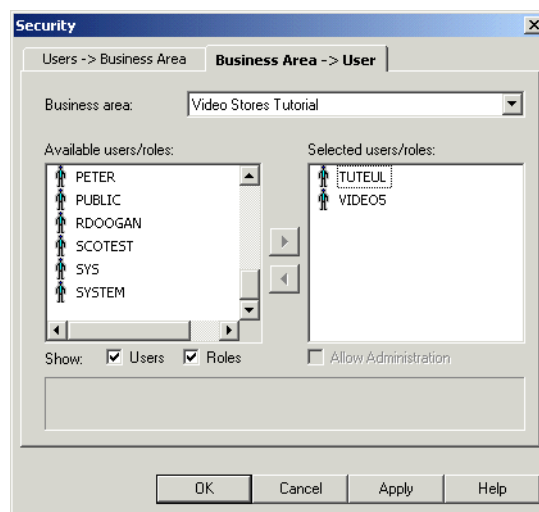 Security
Users -> Business Area
Business Area -> User
Business area:
Video Stores Tutorial
Available users/roles:
Selected users/roles:
PETER
PUBLIC
RDOOGAN
SCOTEST
SYS
SYSTEM
TUTEUL
VIDEO5
Show: Users Roles
Allow Administration
OK Cancel Apply Help